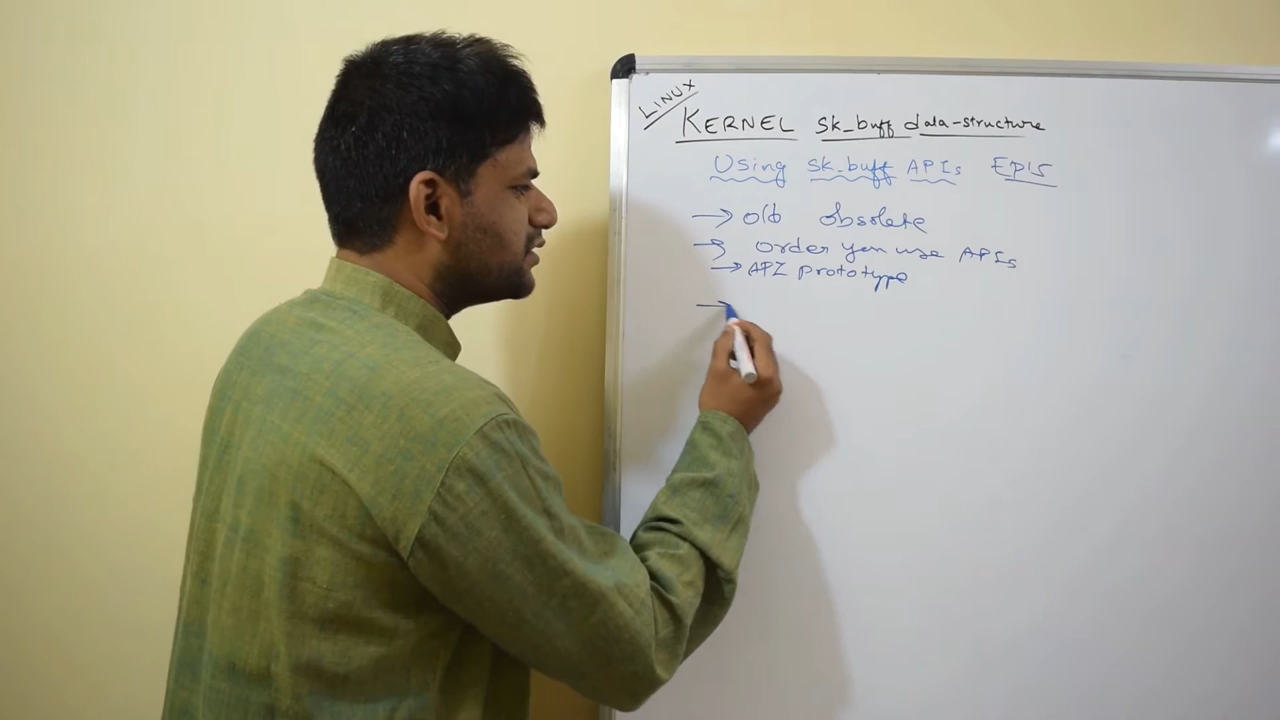 LINUX
KERNEL sk_buff data-structure
Using sk_buff APIs Ep15
→ old obsolete
→ order you use APIs
→ API prototype
→